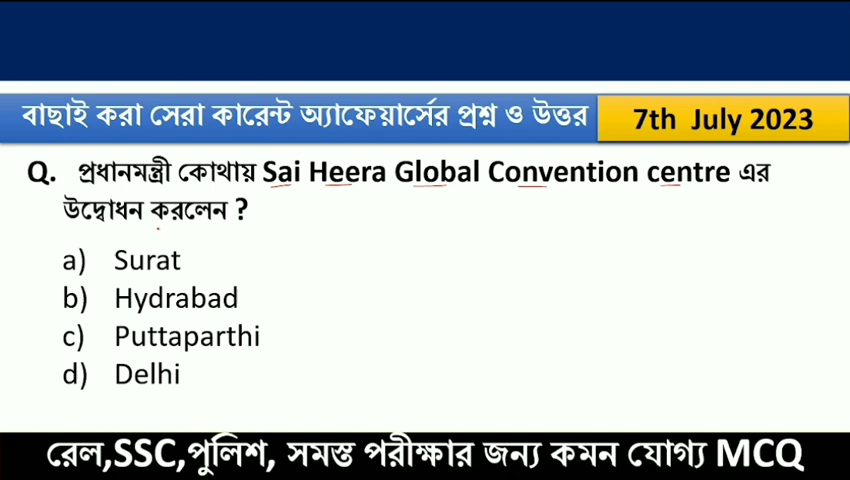 বাছাই করা সেরা কারেন্ট অ্যাফেয়ার্সের প্রশ্ন ও উত্তর
7th July 2023
Q. প্রধানমন্ত্রী কোথায় Sai Heera Global Convention centre এর
উদ্বোধন করলেন ?
a) Surat
b) Hydrabad
c) Puttaparthi
d) Delhi
রেল,SSC,পুলিশ, সমস্ত পরীক্ষার জন্য কমন যোগ্য MCQ